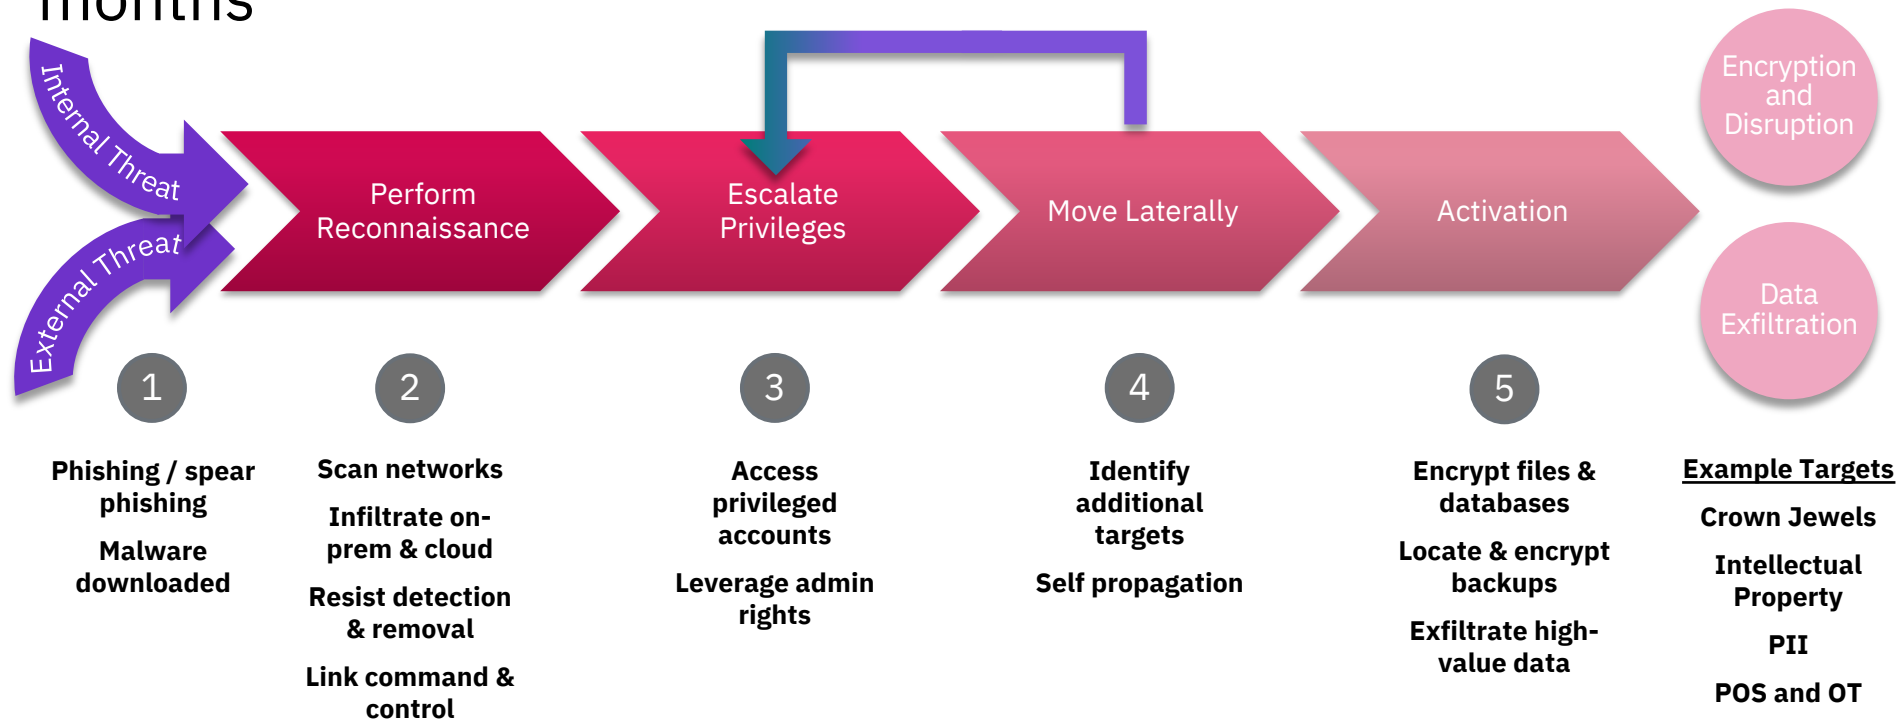 months
Internal Threat
External Threat
Perform
Reconnaissance
Escalate
Privileges
Move Laterally
Activation
Encryption
and
Disruption
Data
Exfiltration
1
Phishing / spear
phishing
Malware
downloaded
2
Scan networks
Infiltrate on-
prem & cloud
Resist detection
& removal
Link command &
control
3
Access
privileged
accounts
Leverage admin
rights
4
Identify
additional
targets
Self propagation
5
Encrypt files &
databases
Locate & encrypt
backups
Exfiltrate high-
value data
Example Targets
Crown Jewels
Intellectual
Property
PII
POS and OT